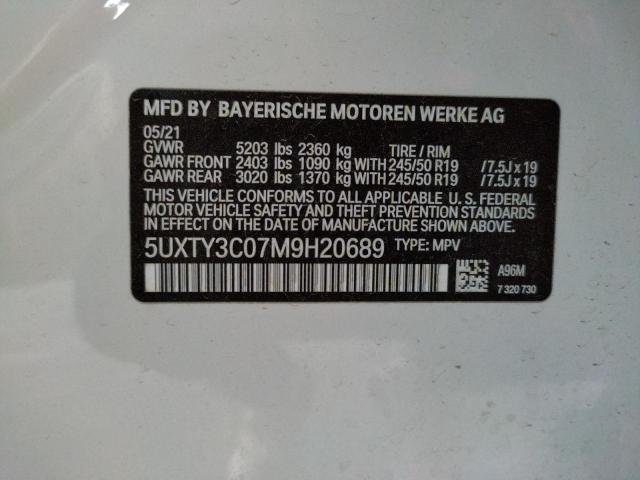 MFD BY BAYERISCHE MOTOREN WERKE AG
05/21
GVWR 5203 lbs 2360 kg TIRE / RIM
GAWR FRONT 2403 lbs 1090 kg WITH 245/50 R19 /7.5J x 19
GAWR REAR 3020 lbs 1370 kg WITH 245/50 R19 /7.5J x 19
THIS VEHICLE CONFORMS TO ALL APPLICABLE U. S. FEDERAL
MOTOR VEHICLE SAFETY AND THEFT PREVENTION STANDARDS
IN EFFECT ON THE DATE OF MANUFACTURE SHOWN ABOVE.
5UXTY3C07M9H20689 TYPE: MPV
A96M
7 320 730